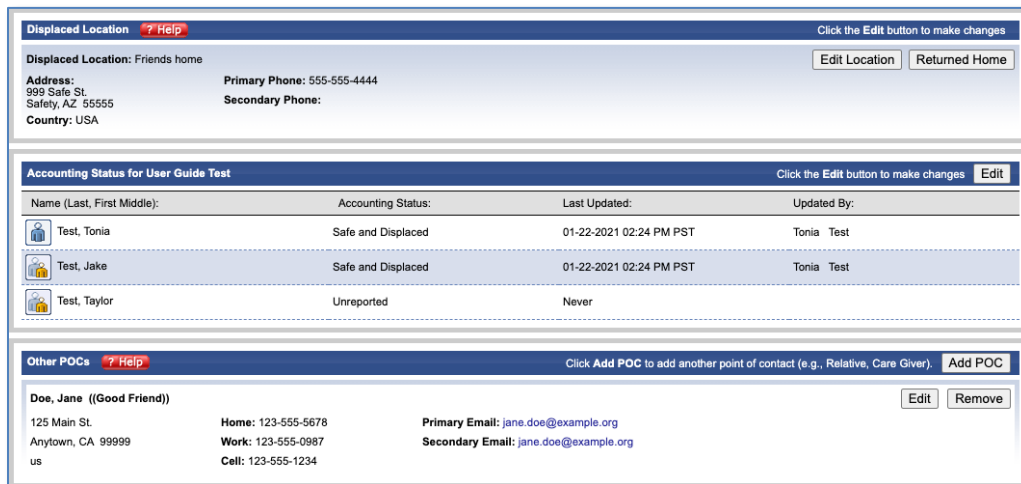 Displaced Location ? Help Click the Edit button to make changes
Displaced Location: Friends home Edit Location Returned Home
Address: Primary Phone: 555-555-4444
999 Safe St.
Safety, AZ 55555 Secondary Phone:
Country: USA
Accounting Status for User Guide Test Click the Edit button to make changes Edit
Name (Last, First Middle): Accounting Status: Last Updated: Updated By:
Test, Tonia Safe and Displaced 01-22-2021 02:24 PM PST Tonia Test
Test, Jake Safe and Displaced 01-22-2021 02:24 PM PST Tonia Test
Test, Taylor Unreported Never
Other POCs ? Help Click Add POC to add another point of contact (e.g., Relative, Care Giver). Add POC
Doe, Jane ((Good Friend)) Edit Remove
125 Main St. Home: 123-555-5678 Primary Email: jane.doe@example.org
Anytown, CA 99999 Work: 123-555-0987 Secondary Email: jane.doe@example.org
us Cell: 123-555-1234